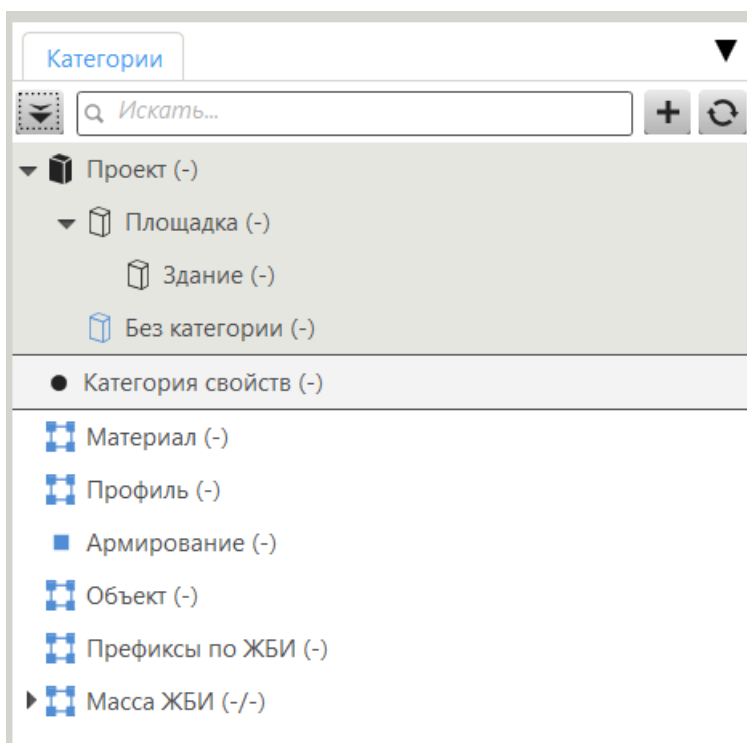 Категории
Искать...
Проект (-)
Площадка (-)
Здание (-)
Без категории (-)
Категория свойств (-)
Материал (-)
Профиль (-)
Армирование (-)
Объект (-)
Префиксы по ЖБИ (-)
Масса ЖБИ (-/-)